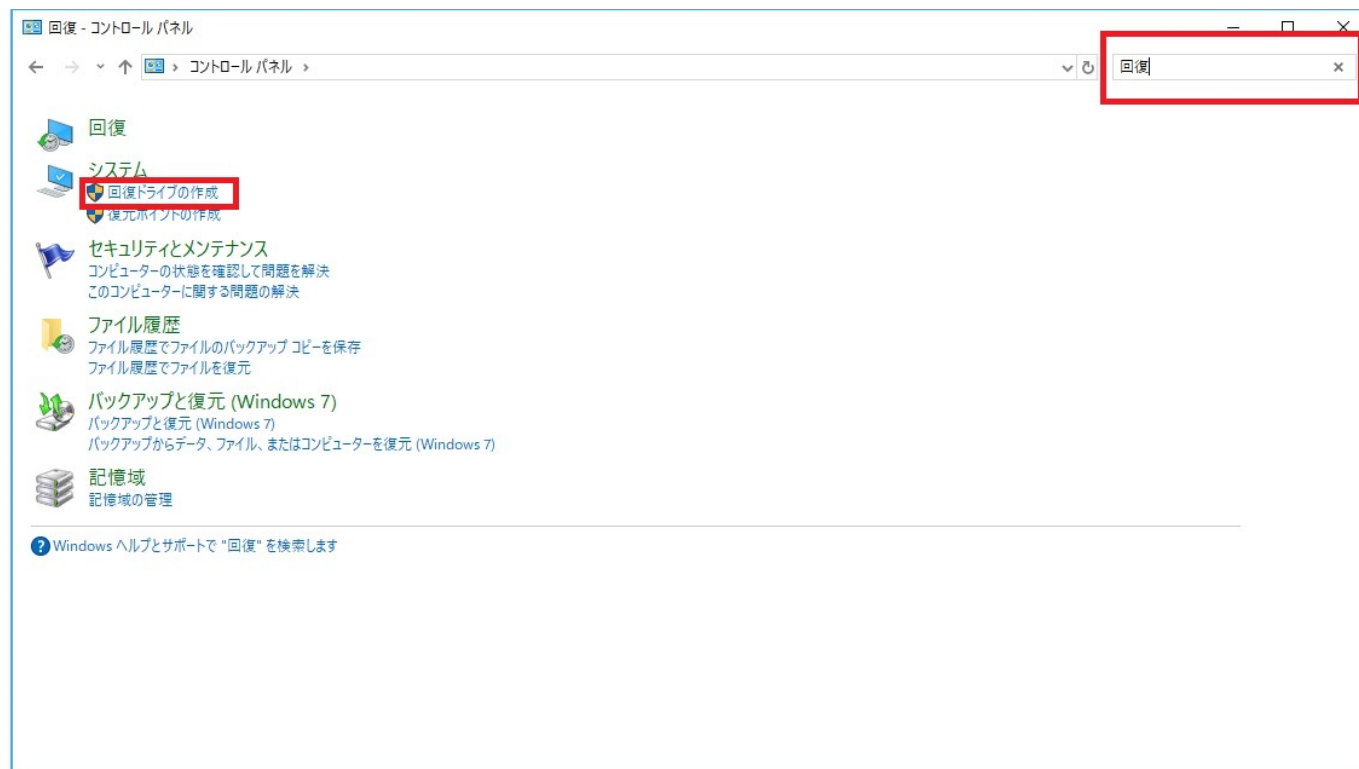 回復 - コントロール パネル
コントロール パネル
回復
回復
システム
回復ドライブの作成
復元ポイントの作成
セキュリティとメンテナンス
コンピューターの状態を確認して問題を解決
このコンピューターに関する問題の解決
ファイル履歴
ファイル履歴でファイルのバックアップ コピーを保存
ファイル履歴でファイルを復元
バックアップと復元 (Windows 7)
バックアップと復元 (Windows 7)
バックアップからデータ、ファイル、またはコンピューターを復元 (Windows 7)
記憶域
記憶域の管理
Windows ヘルプとサポートで "回復" を検索します